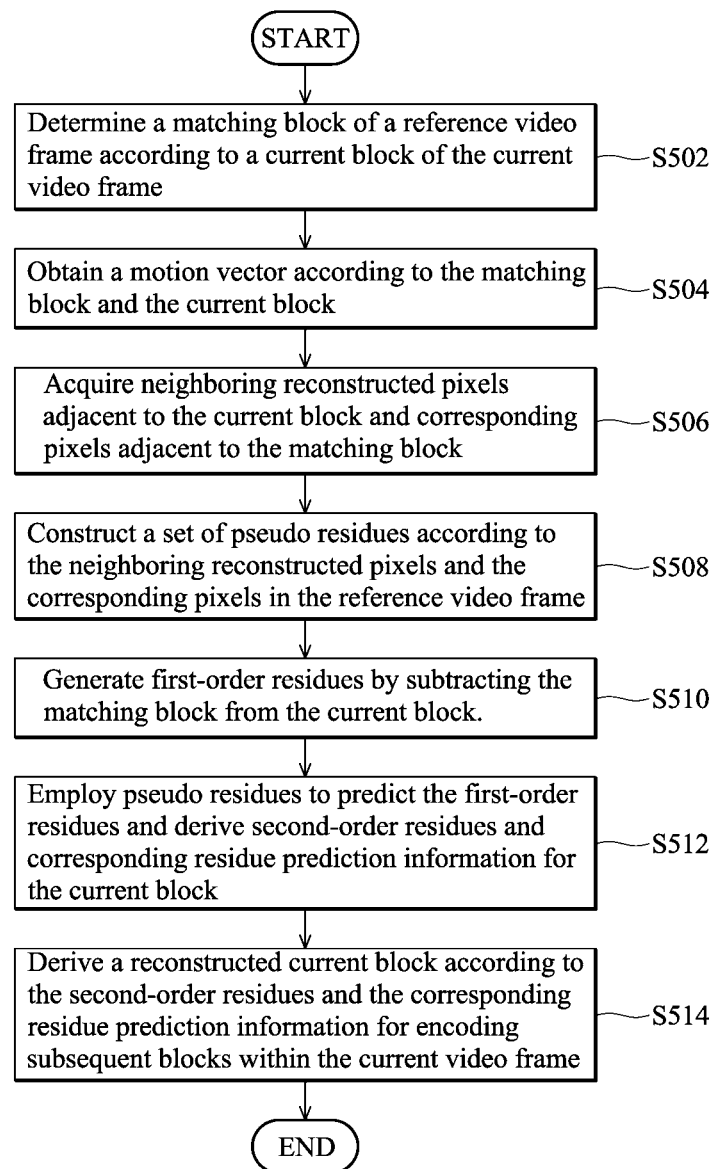 START
Determine a matching block of a reference video
frame according to a current block of the current
video frame
S502
Obtain a motion vector according to the matching
block and the current block
S504
Acquire neighboring reconstructed pixels
adjacent to the current block and corresponding
pixels adjacent to the matching block
S506
Construct a set of pseudo residues according to
the neighboring reconstructed pixels and the
corresponding pixels in the reference video frame
S508
Generate first-order residues by subtracting the
matching block from the current block.
S510
Employ pseudo residues to predict the first-order
residues and derive second-order residues and
corresponding residue prediction information for
the current block
S512
Derive a reconstructed current block according to
the second-order residues and the corresponding
residue prediction information for encoding
subsequent blocks within the current video frame
S514
END